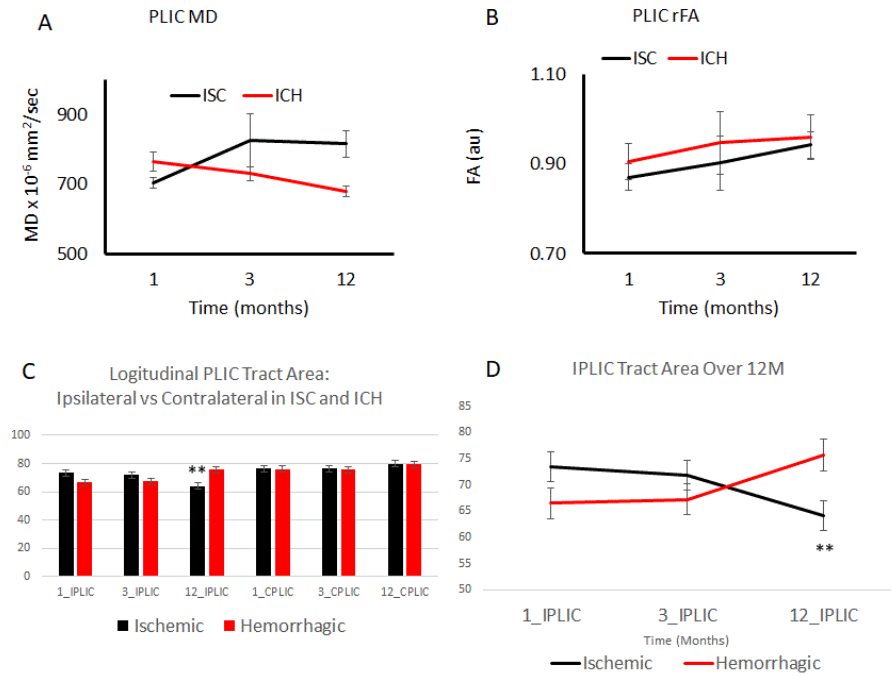 A
PLIC MD
ISC ICH
MD x 10-6 mm2/sec
900
700
500
1 3 12
Time (months)
B
PLIC rFA
ISC ICH
FA (au)
1.10
0.90
0.70
1 3 12
Time (months)
C
Logitudinal PLIC Tract Area:
Ipsilateral vs Contralateral in ISC and ICH
100
80
60
40
20
0
**
1_IPLIC 3_IPLIC 12_IPLIC 1_CPLIC 3_CPLIC 12_CPLIC
Ischemic Hemorrhagic
D
IPLIC Tract Area Over 12M
85
80
75
70
65
60
55
50
**
1_IPLIC 3_IPLIC 12_IPLIC
Time (Months)
Ischemic Hemorrhagic